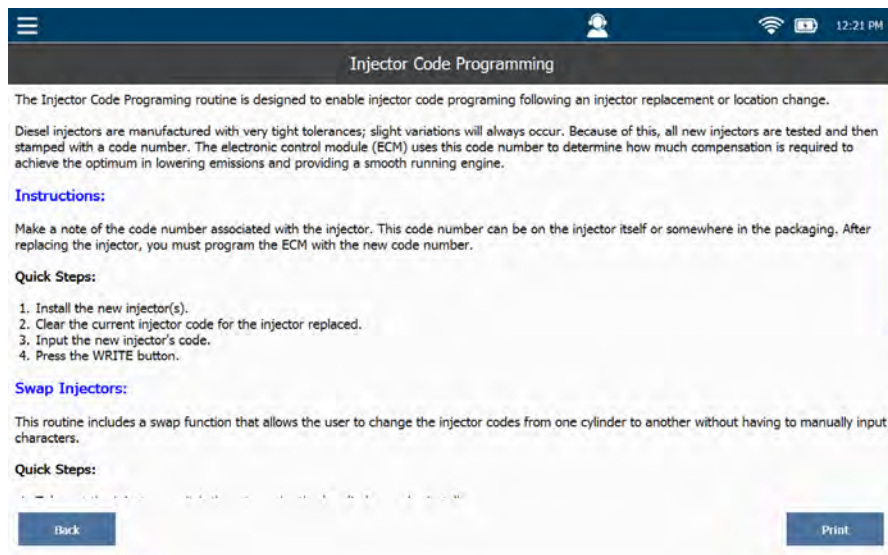 12:21 PM
Injector Code Programming
The Injector Code Programing routine is designed to enable injector code programing following an injector replacement or location change.
Diesel injectors are manufactured with very tight tolerances; slight variations will always occur. Because of this, all new injectors are tested and then
stamped with a code number. The electronic control module (ECM) uses this code number to determine how much compensation is required to
achieve the optimum in lowering emissions and providing a smooth running engine.
Instructions:
Make a note of the code number associated with the injector. This code number can be on the injector itself or somewhere in the packaging. After
replacing the injector, you must program the ECM with the new code number.
Quick Steps:
1. Install the new injector(s).
2. Clear the current injector code for the injector replaced.
3. Input the new injector's code.
4. Press the WRITE button.
Swap Injectors:
This routine includes a swap function that allows the user to change the injector codes from one cylinder to another without having to manually input
characters.
Quick Steps:
Back
Print